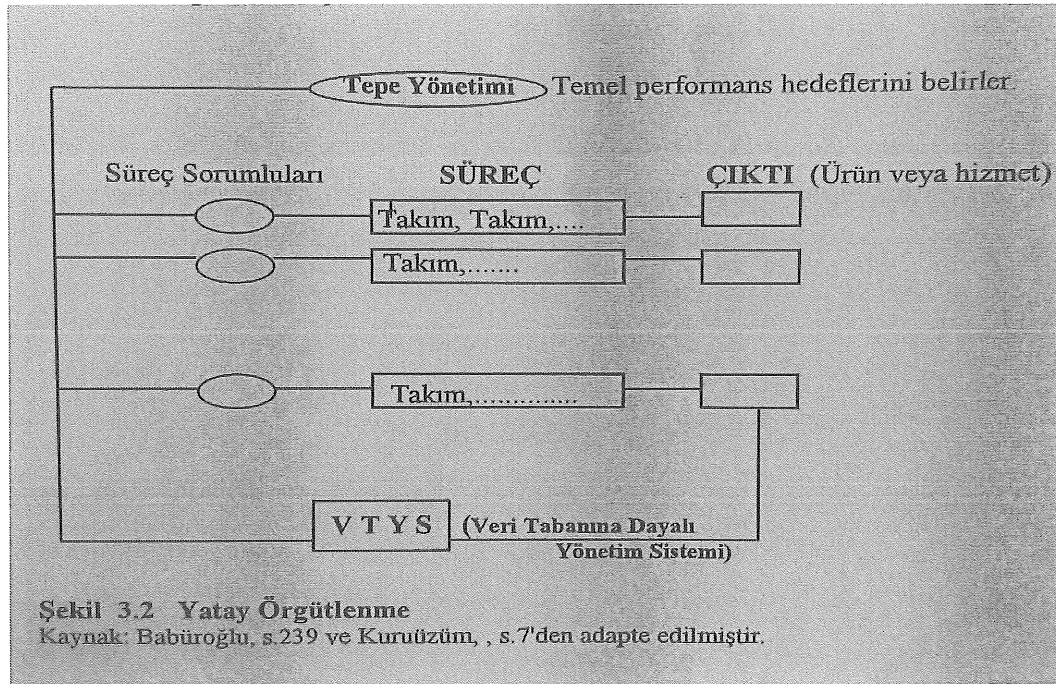 Tepe Yönetimi Temel performans hedeflerini belirler.
Süreç Sorumluları SÜREÇ ÇIKTI (Ürün veya hizmet)
Takım, Takım,....
Takım,.......
Takım,..............
V T Y S (Veri Tabanına Dayalı
Yönetim Sistemi)
Şekil 3.2 Yatay Örgütlenme
Kaynak: Babüroğlu, s.239 ve Kuruüzüm, , s.7'den adapte edilmiştir.